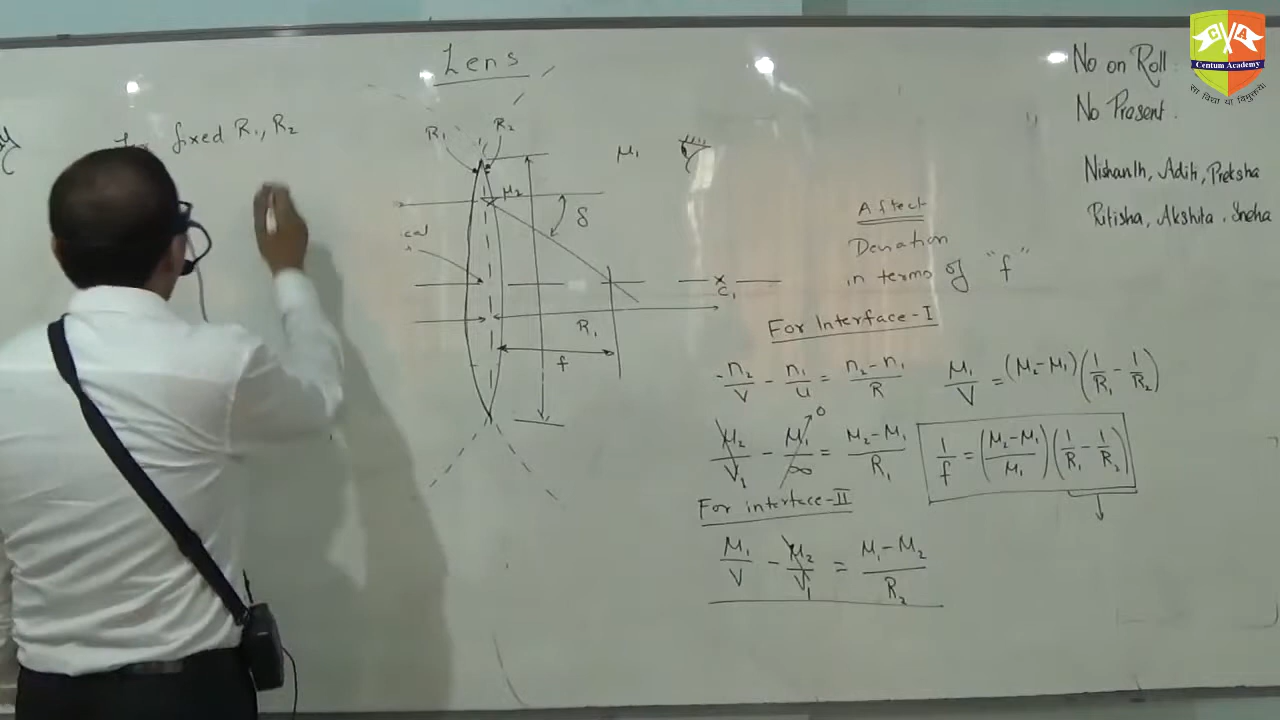 Lens
No on Roll
No Present.
Nishanth, Aditi, Preksha
Ritisha, Akshita, Sneha
Centum Academy
fixed R₁, R₂
R₁
R₂
μ₁
μ₂
δ
C₁
R₁
f
Deviation
in terms of "f"
For Interface-I
n₂/V - n₁/u = n₂-n₁/R
μ₂/V₁ - μ₁/∞ = μ₂-μ₁/R₁
0
For interface-II
μ₁/V - μ₂/V₁ = μ₁-μ₂/R₂
μ₁/V = (μ₂-μ₁)(1/R₁ - 1/R₂)
1/f = (μ₂-μ₁/μ₁)(1/R₁ - 1/R₂)